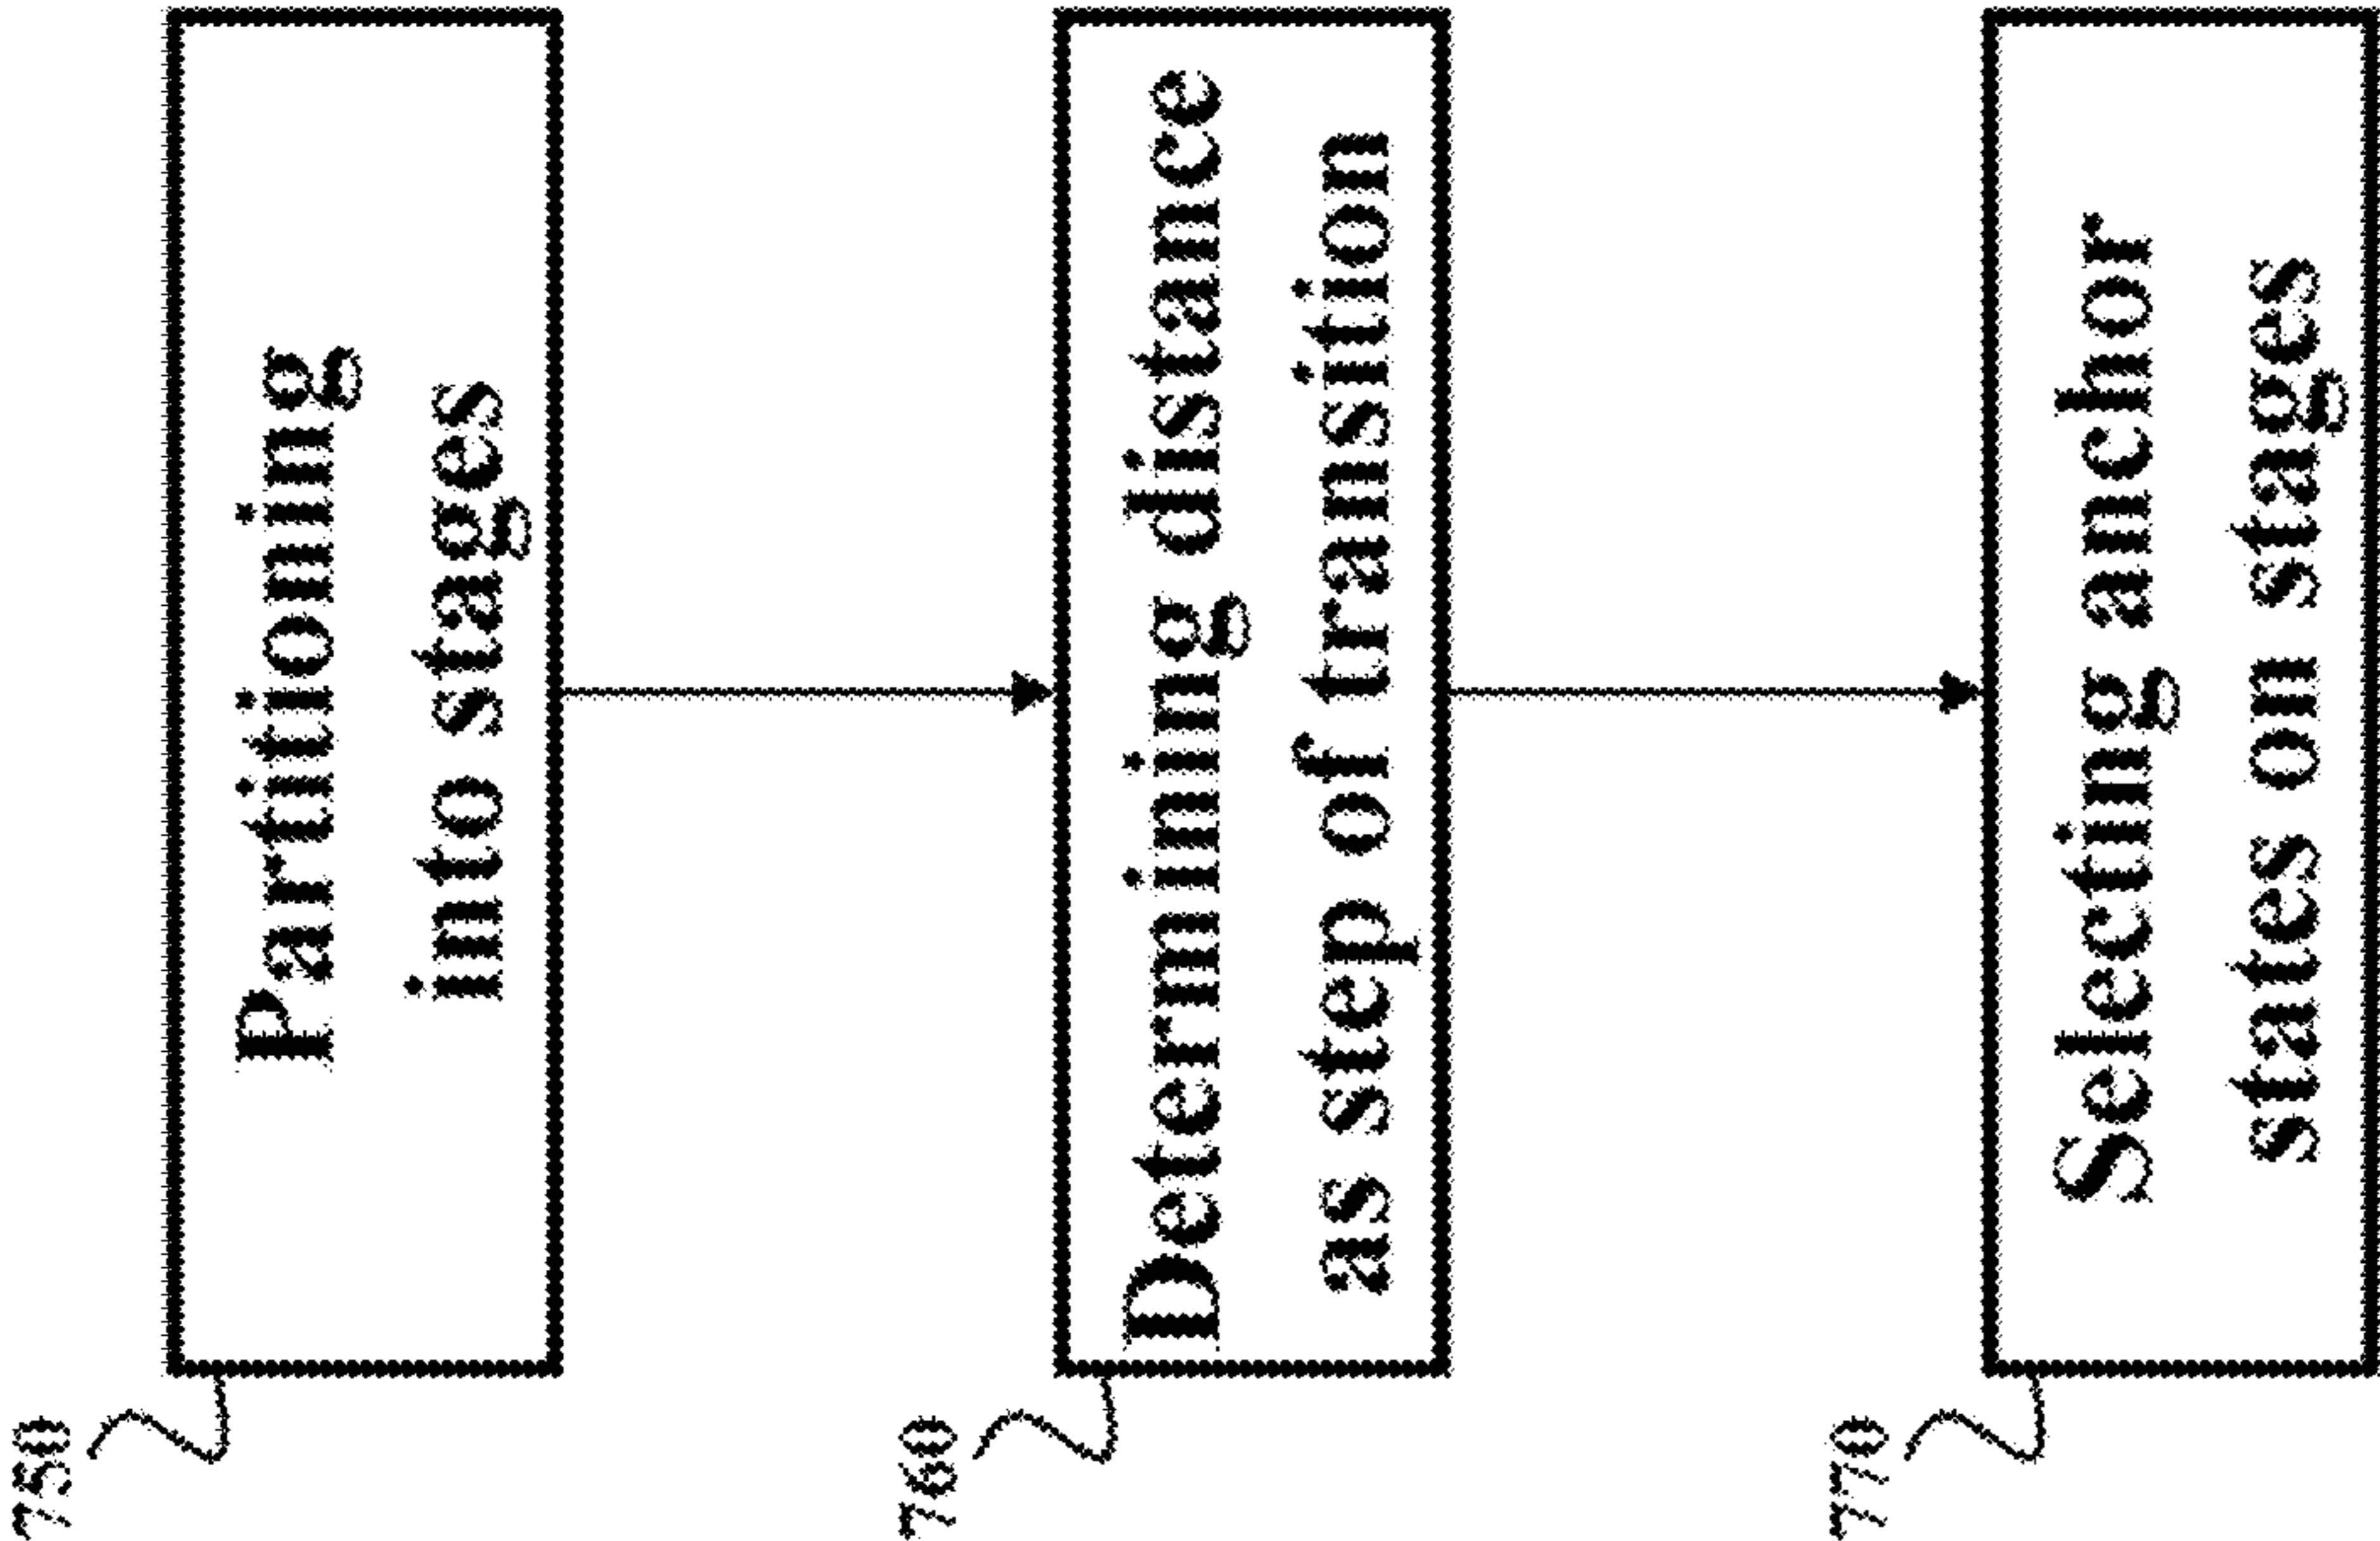 750
Partitioning
into stages
760
Determining distance
as step of transition
770
Selecting anchor
states on stages